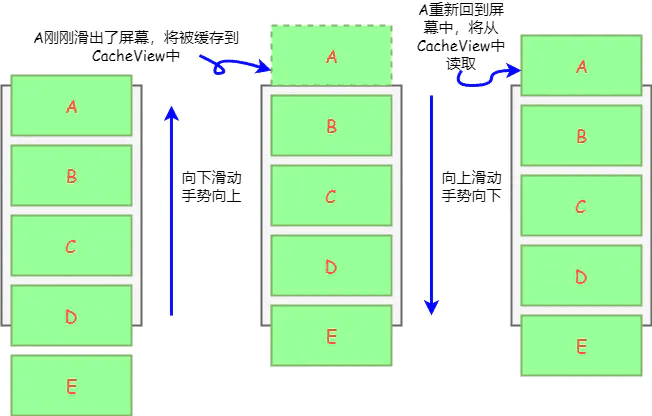 A刚刚滑出了屏幕，将被缓存到
CacheView中
A
B
C
D
E
向下滑动
手势向上
A
B
C
D
E
A重新回到屏
幕中，将从
CacheView中
读取
向上滑动
手势向下
A
B
C
D
E